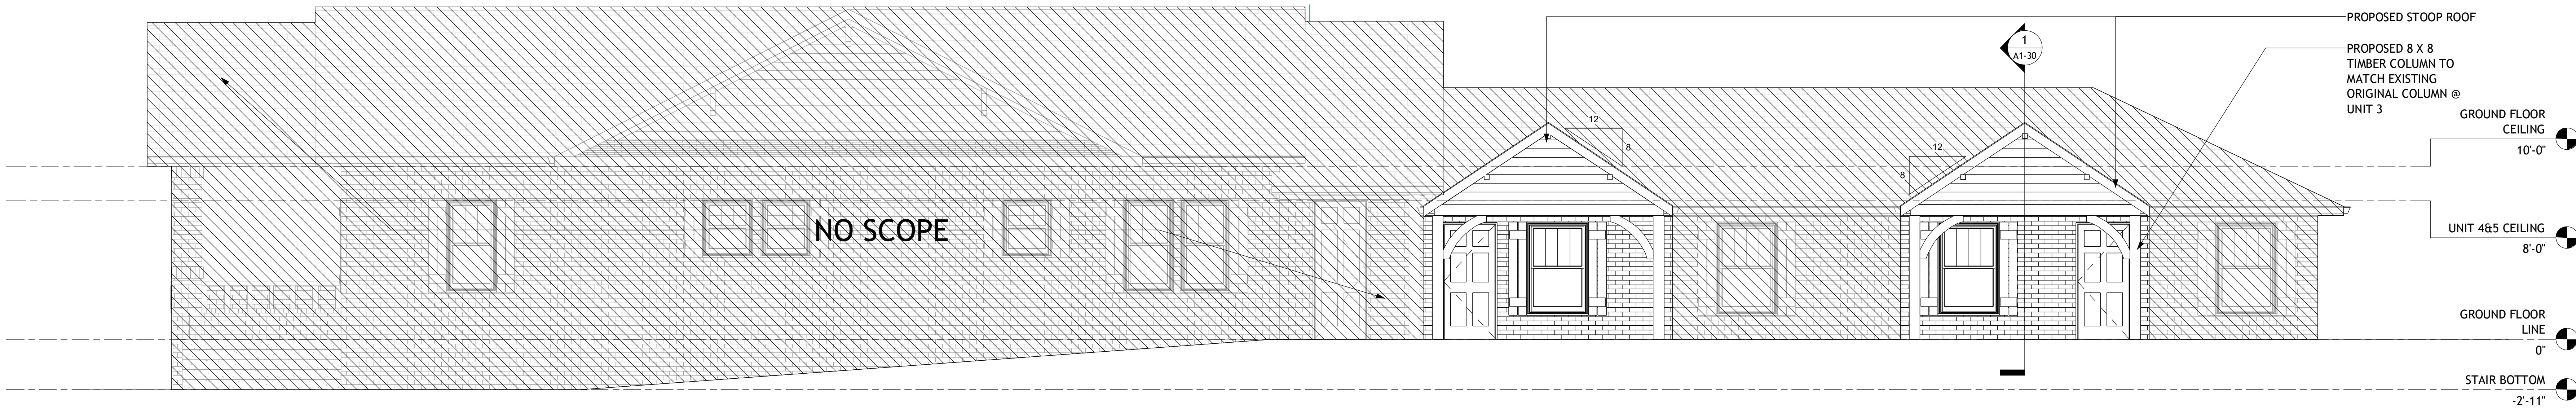 PROPOSED STOOP ROOF
1
A1-30
PROPOSED 8 X 8
TIMBER COLUMN TO
MATCH EXISTING
ORIGINAL COLUMN @
UNIT 3
GROUND FLOOR
CEILING
10'-0"
12
8
12
8
NO SCOPE
UNIT 4&5 CEILING
8'-0"
GROUND FLOOR
LINE
0"
STAIR BOTTOM
-2'-11"